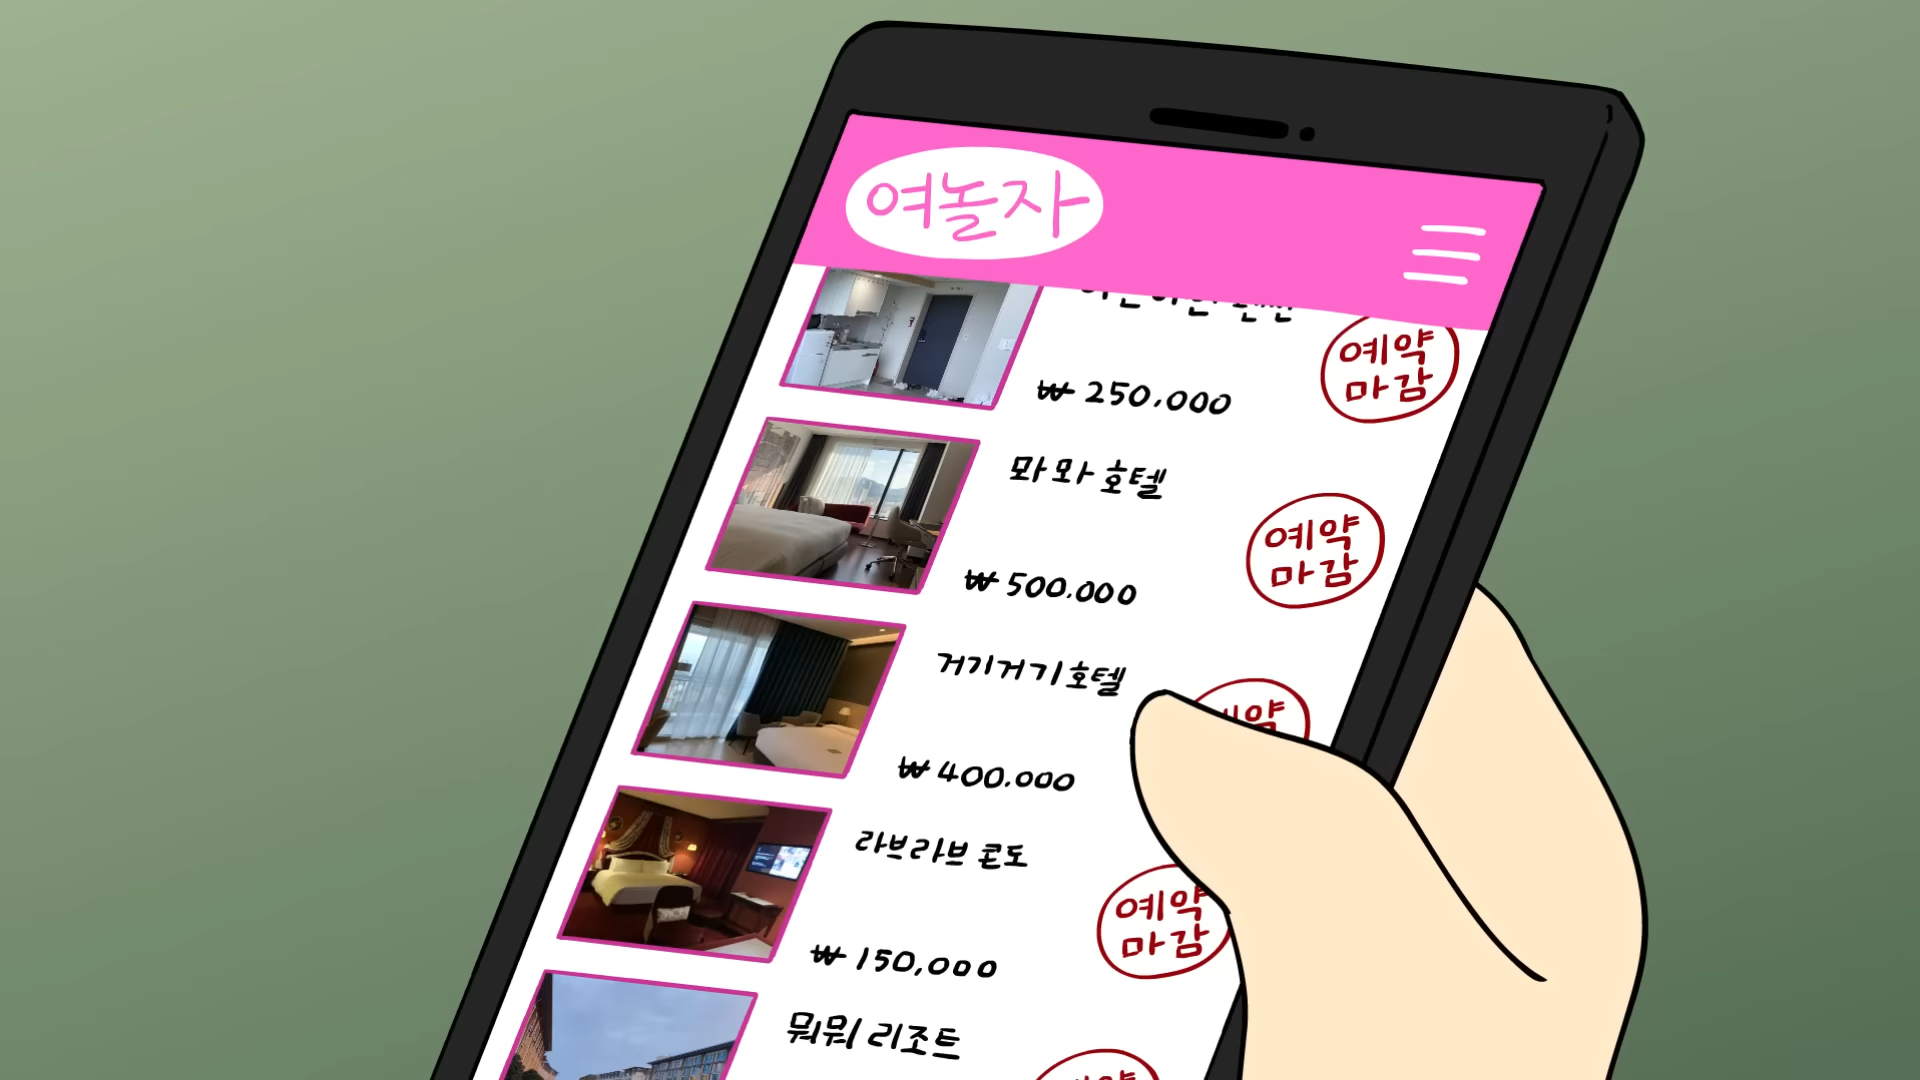 여놀자
₩ 250,000
예약
마감
뫄뫄 호텔
₩ 500,000
예약
마감
거기거기 호텔
₩ 400,000
라브라브 콘도
₩ 150,000
예약
마감
뭐뭐 리조트